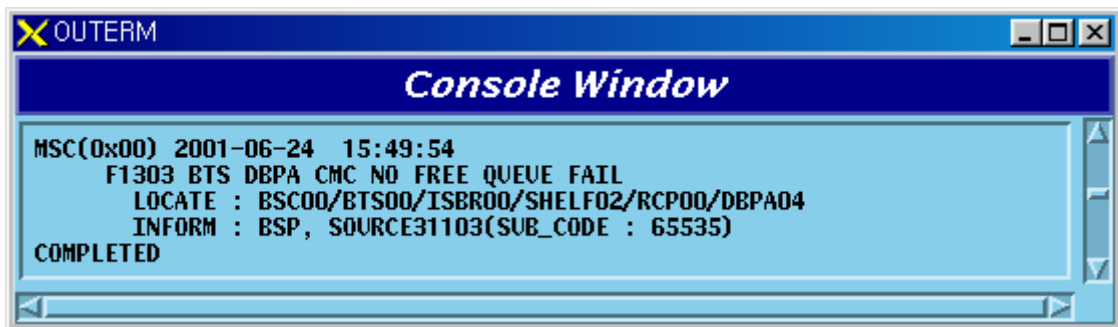 OUTERM
Console Window
MSC(0x00) 2001-06-24 15:49:54
F1303 BTS DBPA CMC NO FREE QUEUE FAIL
LOCATE : BSC00/BTS00/ISBR00/SHELF02/RCP00/DBPA04
INFORM : BSP, SOURCE31103(SUB_CODE : 65535)
COMPLETED